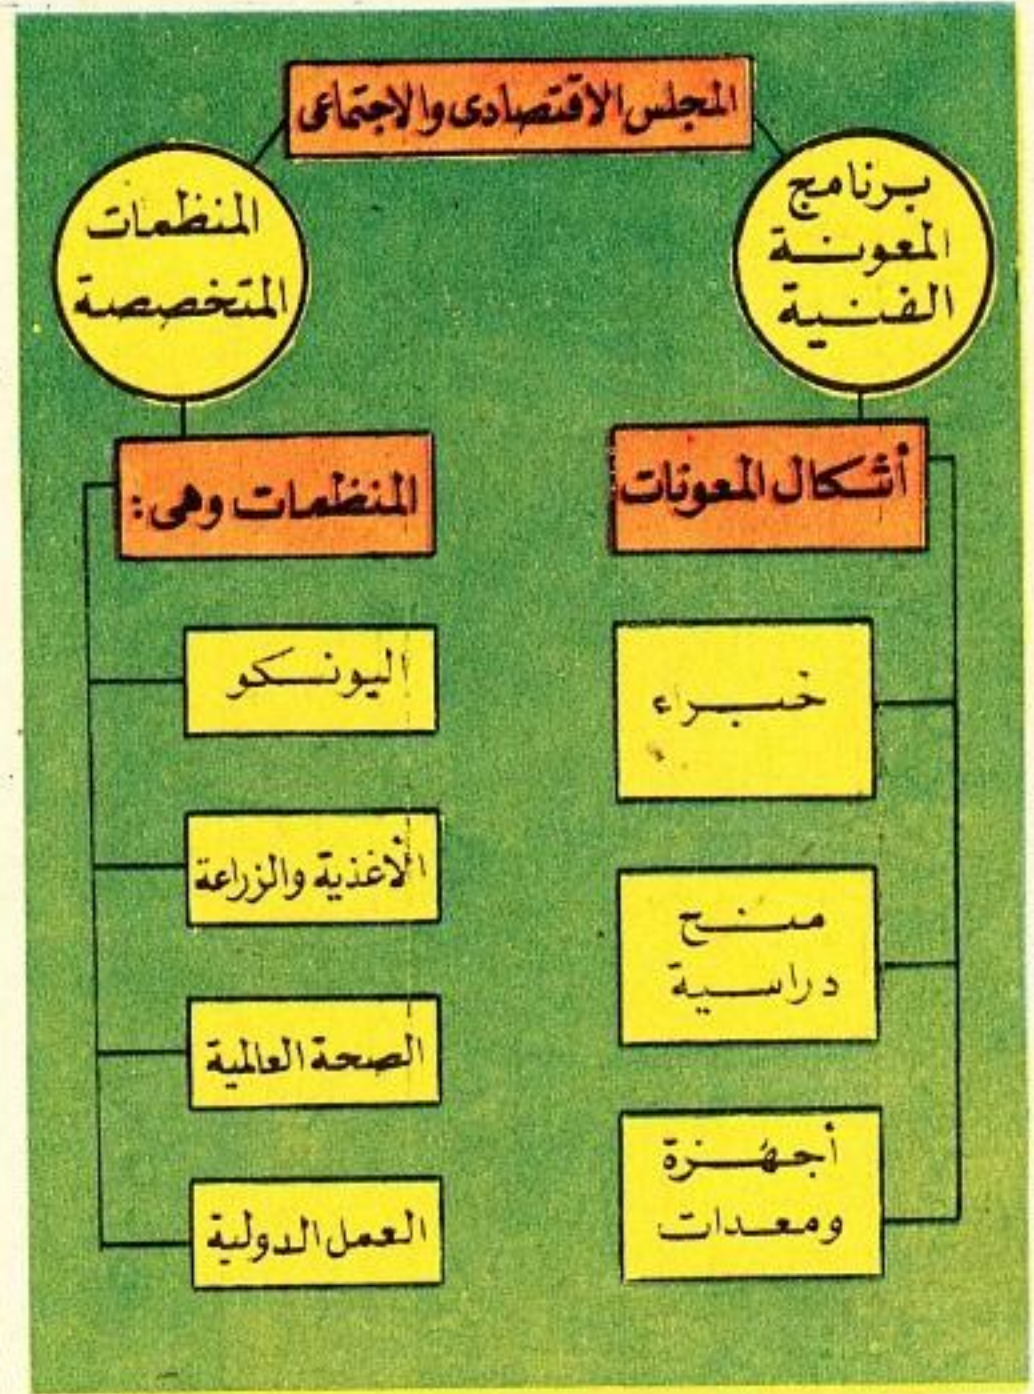 المجلس الاقتصادى والاجتماعى
برنامج
المعونة
الفنية
أشكال المعونات
خبراء
منح
دراسية
أجهزة
ومعدات
المنظمات
المتخصصة
المنظمات وهى:
اليونسكو
الأغذية والزراعة
الصحة العالمية
العمل الدولية